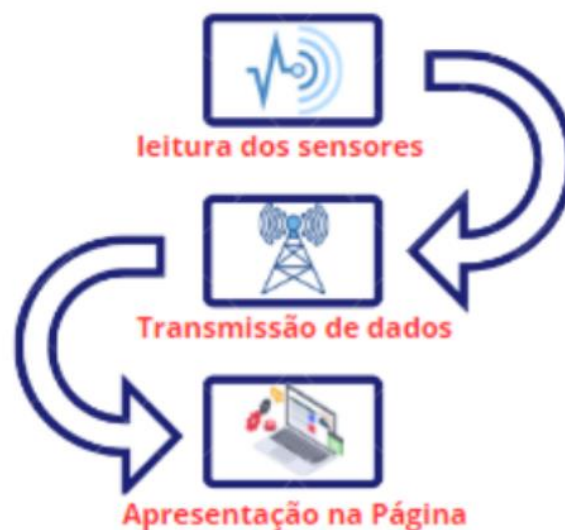 leitura dos sensores
Transmissão de dados
Apresentação na Página